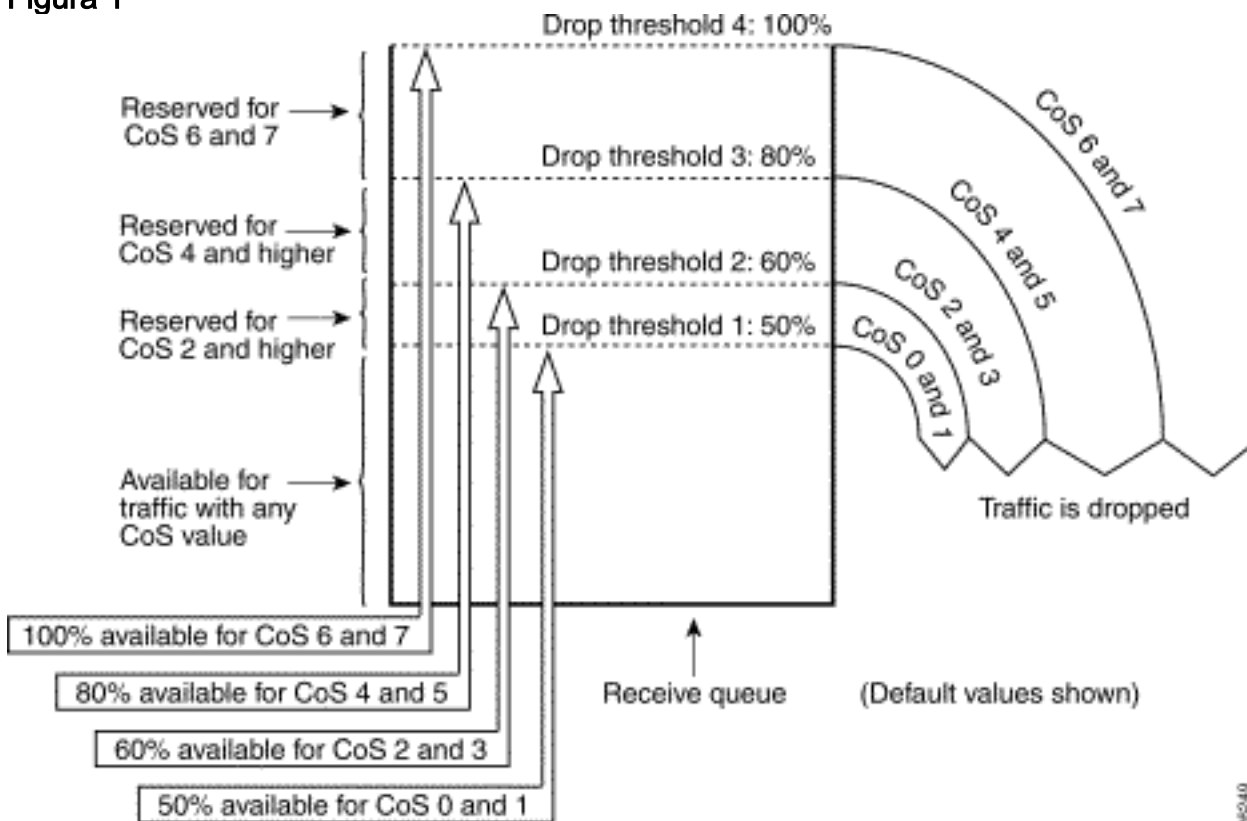 Figura 1
Drop threshold 4: 100%
Reserved for
CoS 6 and 7
CoS 6 and 7
Drop threshold 3: 80%
Reserved for
CoS 4 and higher
CoS 4 and 5
Drop threshold 2: 60%
CoS 2 and 3
Reserved for
CoS 2 and higher
Drop threshold 1: 50%
CoS 0 and 1
Available for
traffic with any
CoS value
Traffic is dropped
100% available for CoS 6 and 7
80% available for CoS 4 and 5
Receive queue
(Default values shown)
60% available for CoS 2 and 3
50% available for CoS 0 and 1